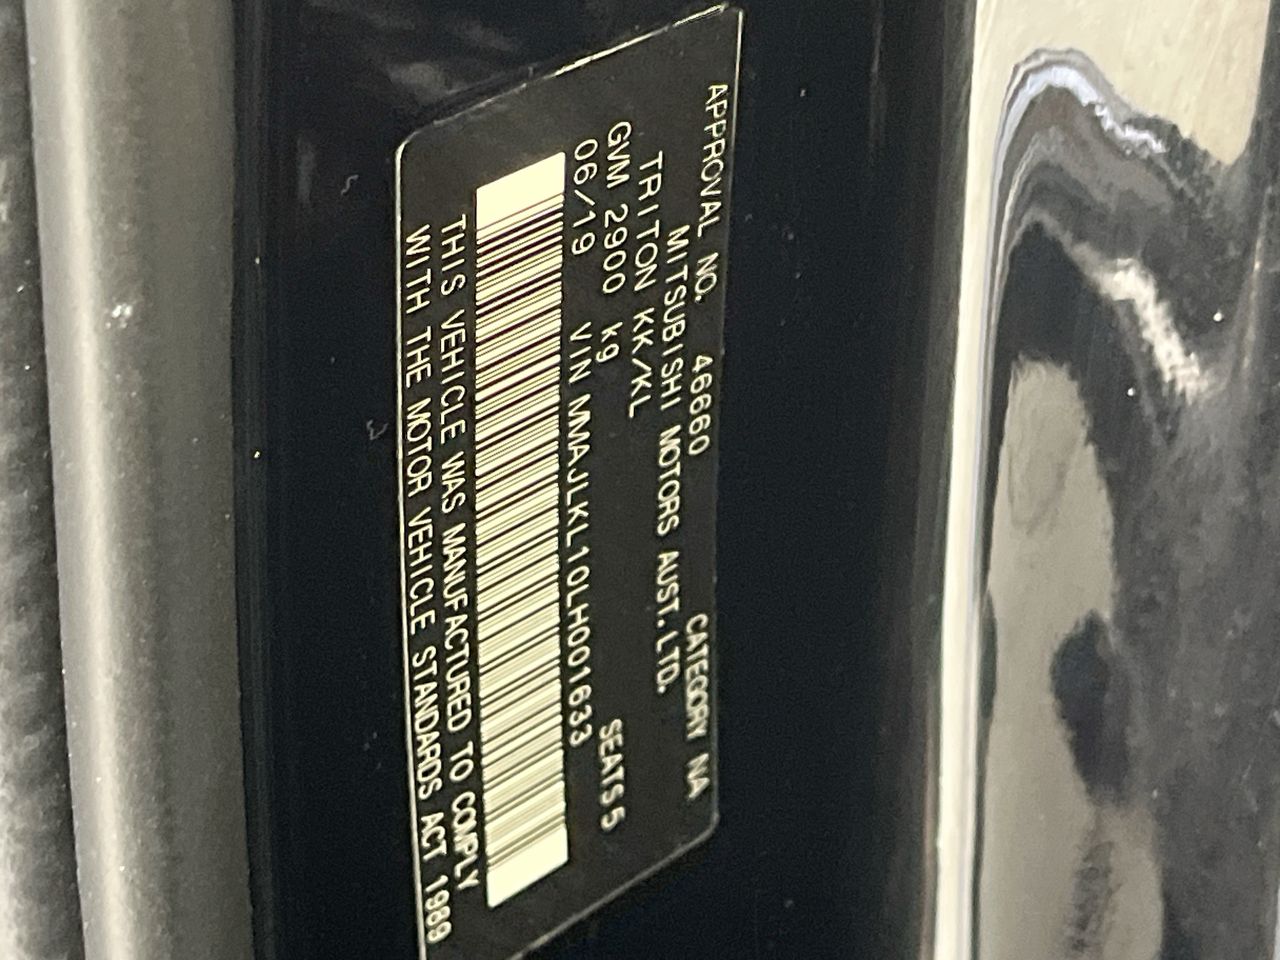 APPROVAL NO. 46660 CATEGORY NA
MITSUBISHI MOTORS AUST.LTD.
TRITON KK/KL
GVM 2900 kg SEATS 5
06/19 VIN MMAJLKL10LH001633
THIS VEHICLE WAS MANUFACTURED TO COMPLY
WITH THE MOTOR VEHICLE STANDARDS ACT 1989